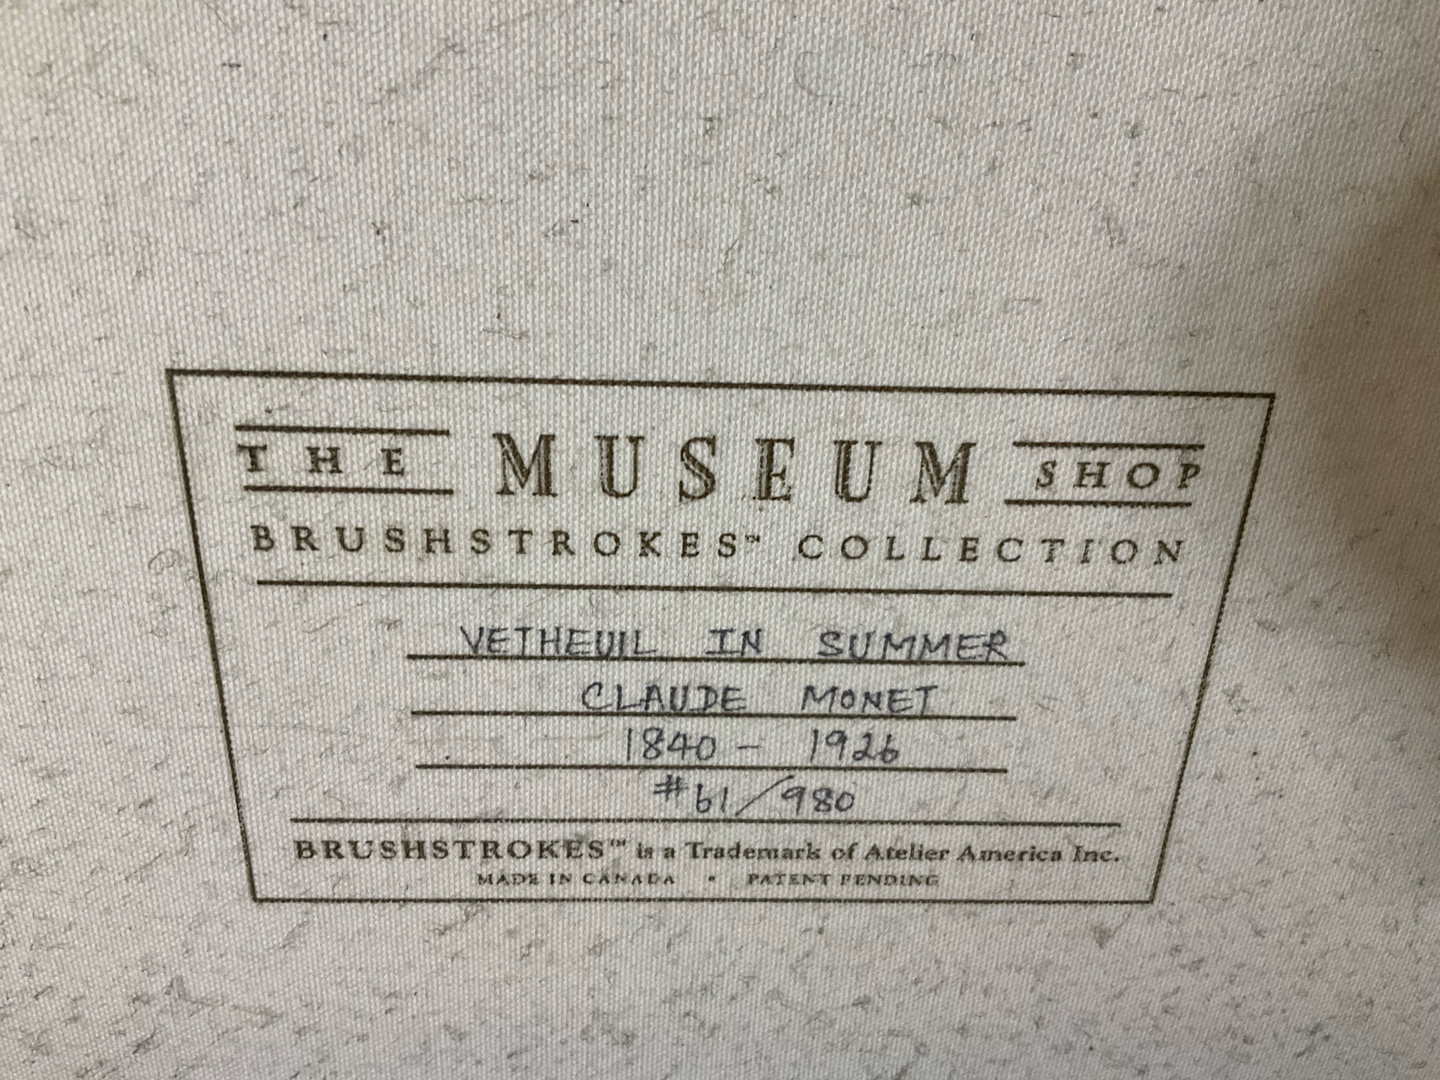 THE MUSEUM SHOP
BRUSHSTROKES™ COLLECTION
VETHEUIL IN SUMMER
CLAUDE MONET
1840 - 1926
#61/980
BRUSHSTROKES™ is a Trademark of Atelier America Inc.
MADE IN CANADA • PATENT PENDING